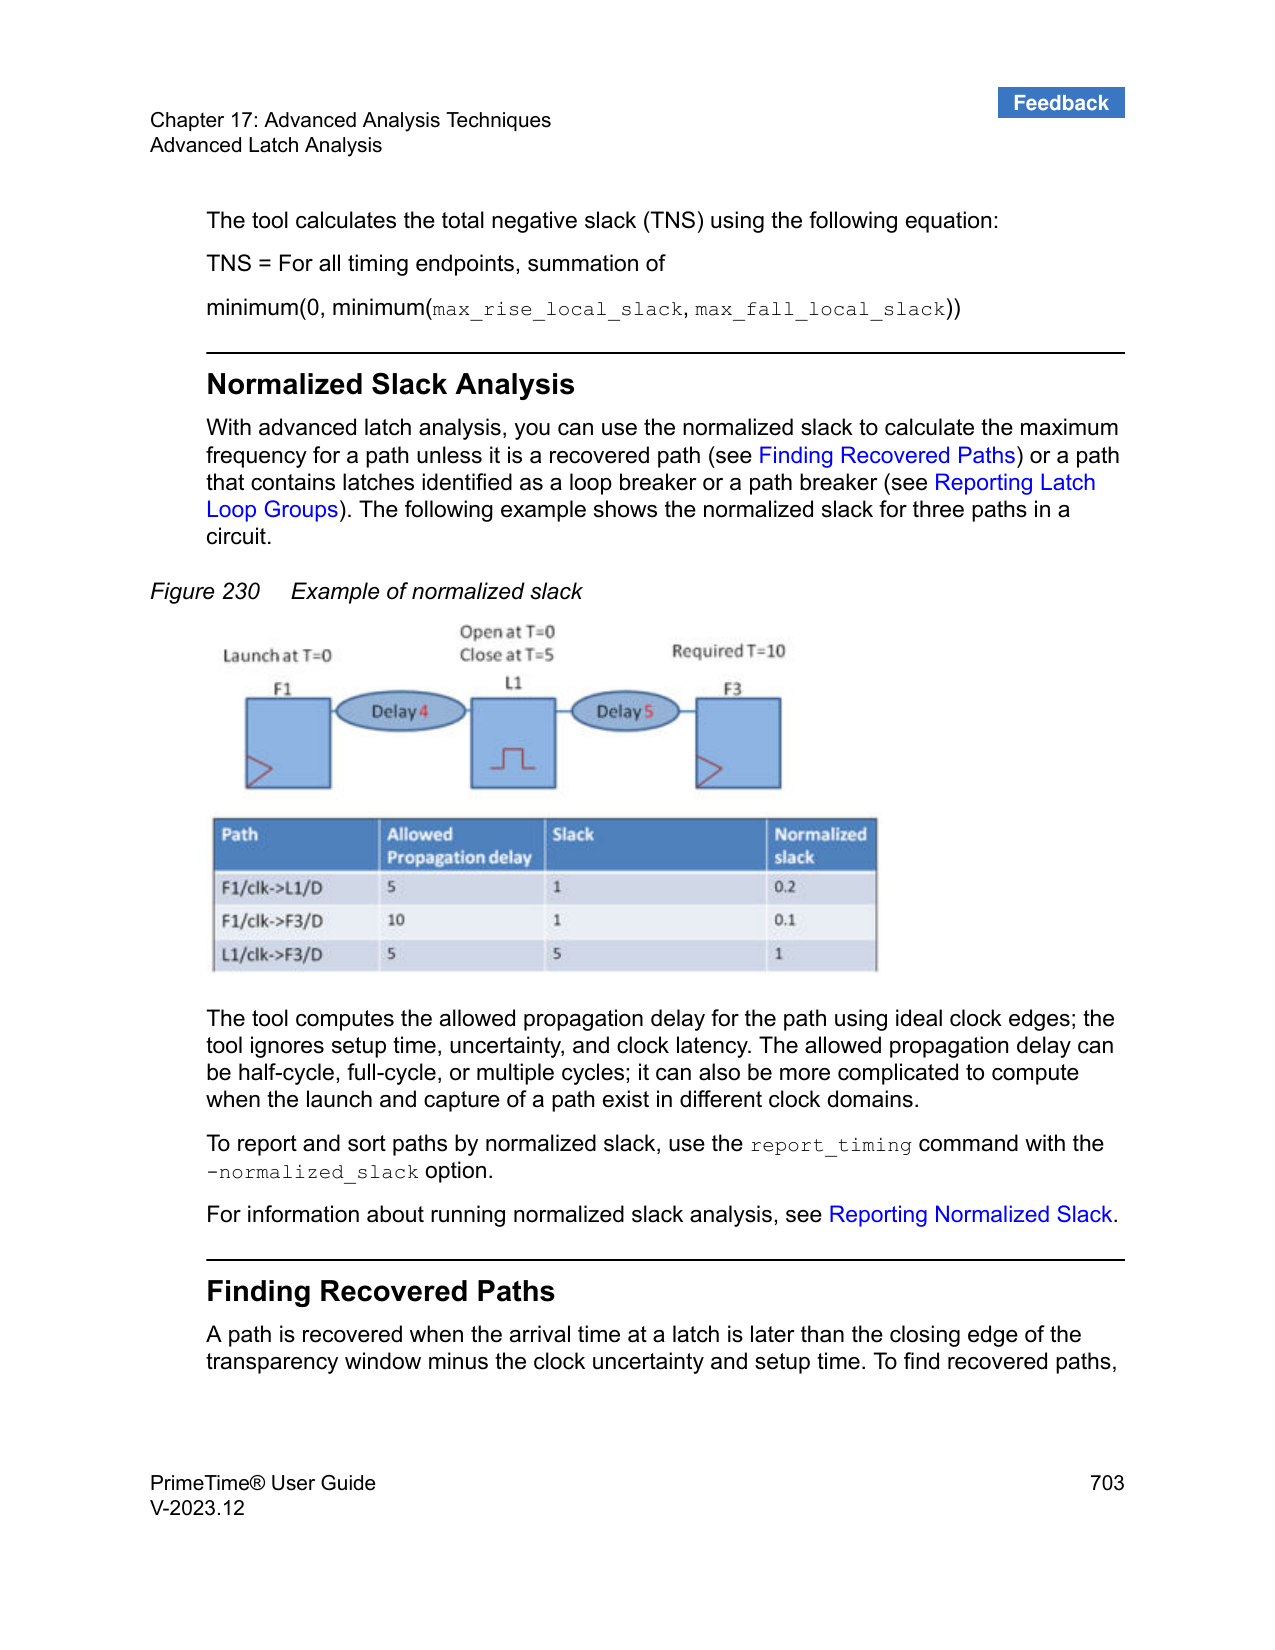 Feedback
Chapter 17: Advanced Analysis Techniques
Advanced Latch Analysis
The tool calculates the total negative slack (TNS) using the following equation:
TNS = For all timing endpoints, summation of
minimum(0, minimum(max_rise_local_slack, max_fall_local_slack))
Normalized Slack Analysis
With advanced latch analysis, you can use the normalized slack to calculate the maximum
frequency for a path unless it is a recovered path (see Finding Recovered Paths) or a path
that contains latches identified as a loop breaker or a path breaker (see Reporting Latch
Loop Groups). The following example shows the normalized slack for three paths in a
circuit.
Figure 230 Example of normalized slack
Launch at T=0
Open at T=0
Close at T=5
Required T=10
F1
L1
F3
Delay 4
Delay 5
Path Allowed Propagation delay Slack Normalized slack
F1/clk->L1/D 5 1 0.2
F1/clk->F3/D 10 1 0.1
L1/clk->F3/D 5 5 1
The tool computes the allowed propagation delay for the path using ideal clock edges; the
tool ignores setup time, uncertainty, and clock latency. The allowed propagation delay can
be half-cycle, full-cycle, or multiple cycles; it can also be more complicated to compute
when the launch and capture of a path exist in different clock domains.
To report and sort paths by normalized slack, use the report_timing command with the
-normalized_slack option.
For information about running normalized slack analysis, see Reporting Normalized Slack.
Finding Recovered Paths
A path is recovered when the arrival time at a latch is later than the closing edge of the
transparency window minus the clock uncertainty and setup time. To find recovered paths,
PrimeTime® User Guide 703
V-2023.12